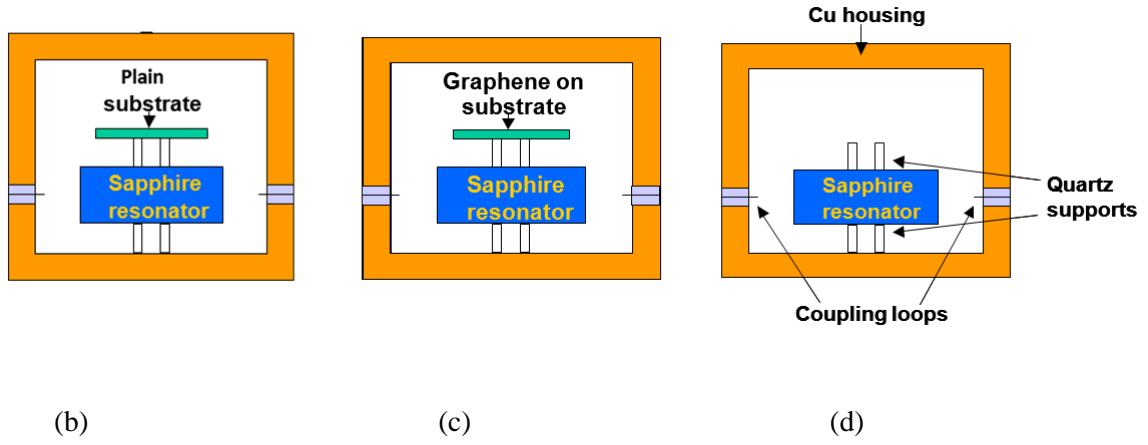 Plain
substrate
Sapphire
resonator
Graphene on
substrate
Sapphire
resonator
Cu housing
Sapphire
resonator
Quartz
supports
Coupling loops
(b)
(c)
(d)